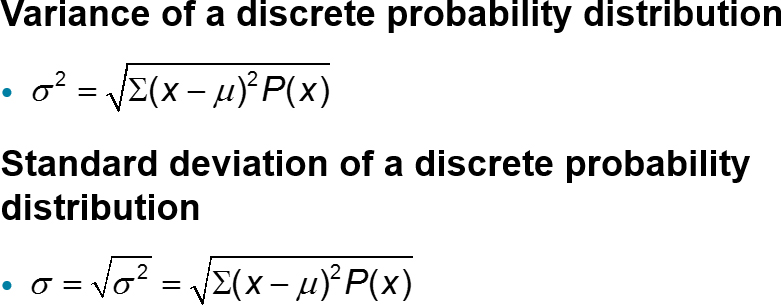 Variance of a discrete probability distribution
• σ² = √Σ(x – μ)²P(x)
Standard deviation of a discrete probability
distribution
• σ = √σ² = √Σ(x – μ)²P(x)